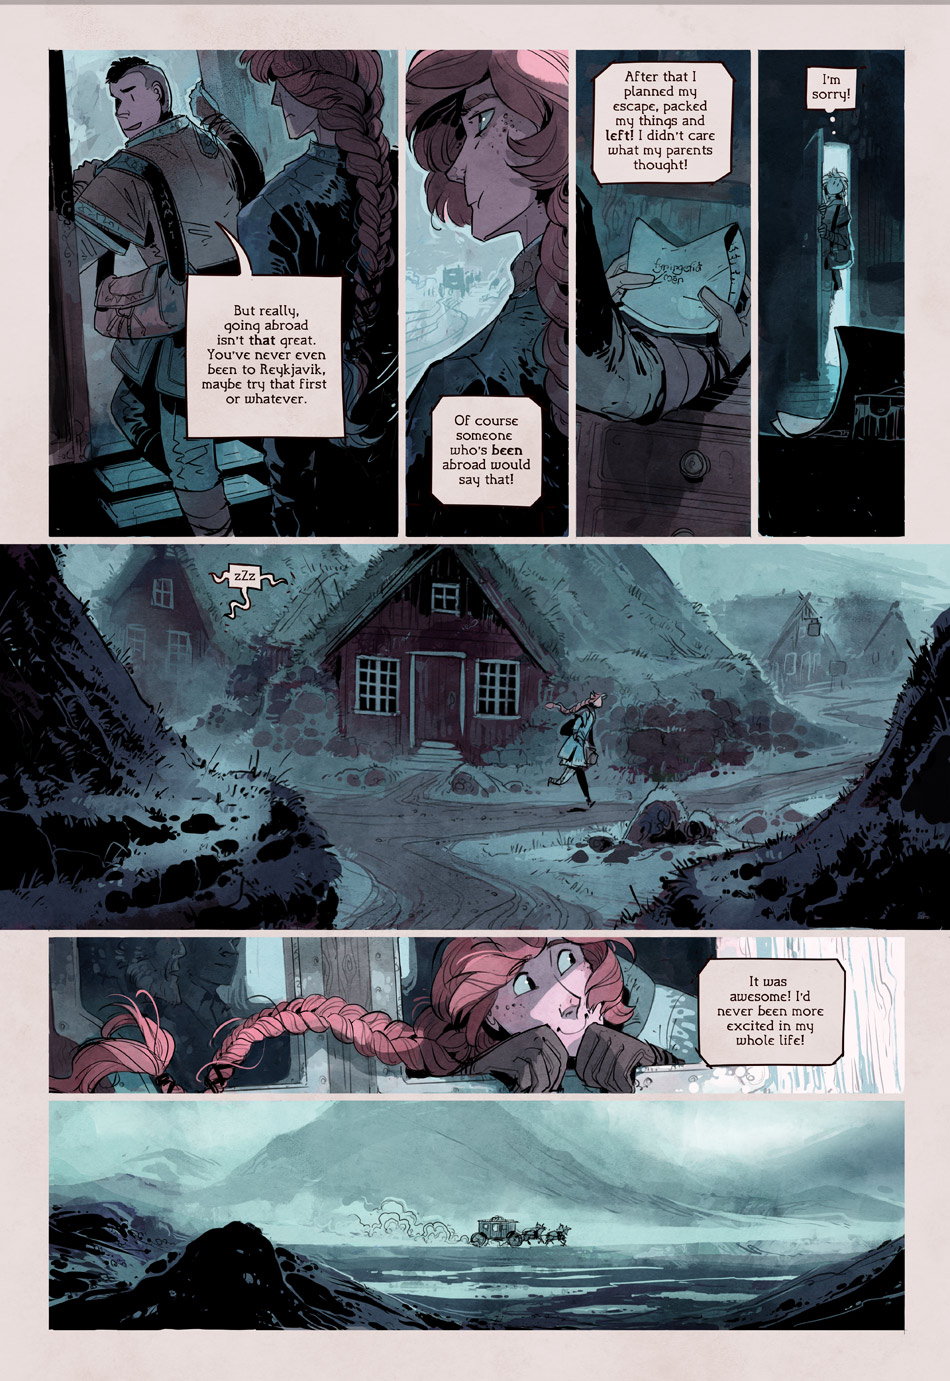 But really,
going abroad
isn't that great.
You've never even
been to Reykjavik,
maybe try that first
or whatever.
Of course
someone
who's been
abroad would
say that!
After that I
planned my
escape, packed
my things and
left! I didn't care
what my parents
thought!
I'm
sorry!
zZz
It was
awesome! I'd
never been more
excited in my
whole life!